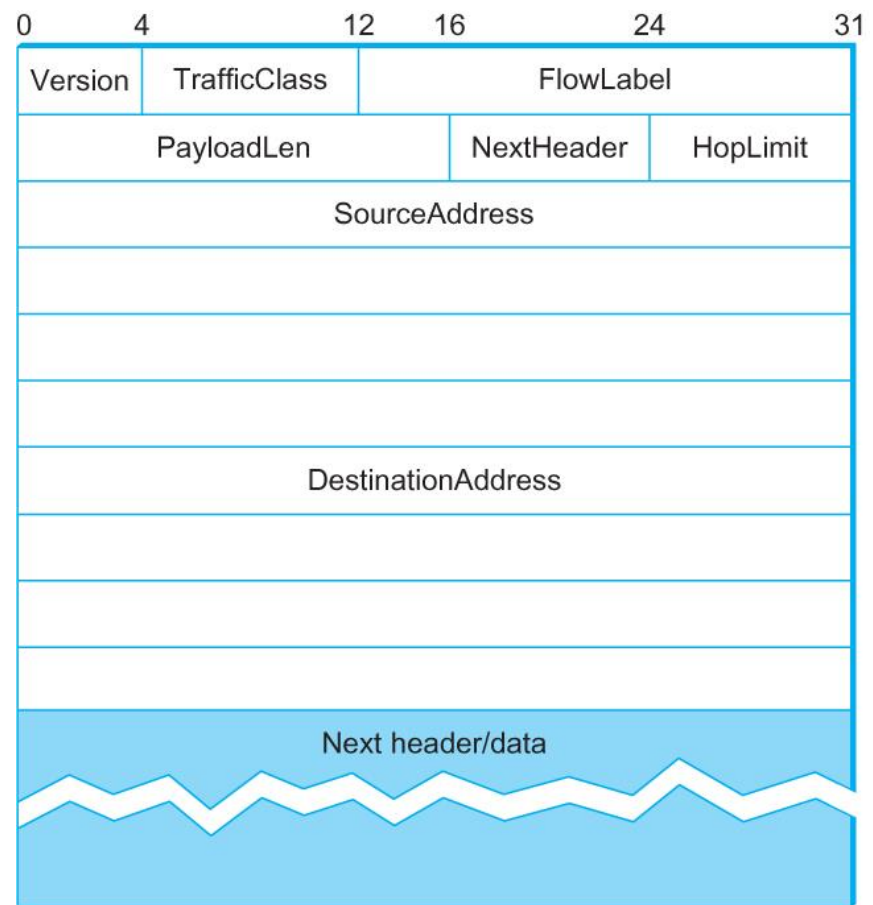 0 4 12 16 24 31
Version TrafficClass FlowLabel
PayloadLen NextHeader HopLimit
SourceAddress
DestinationAddress
Next header/data